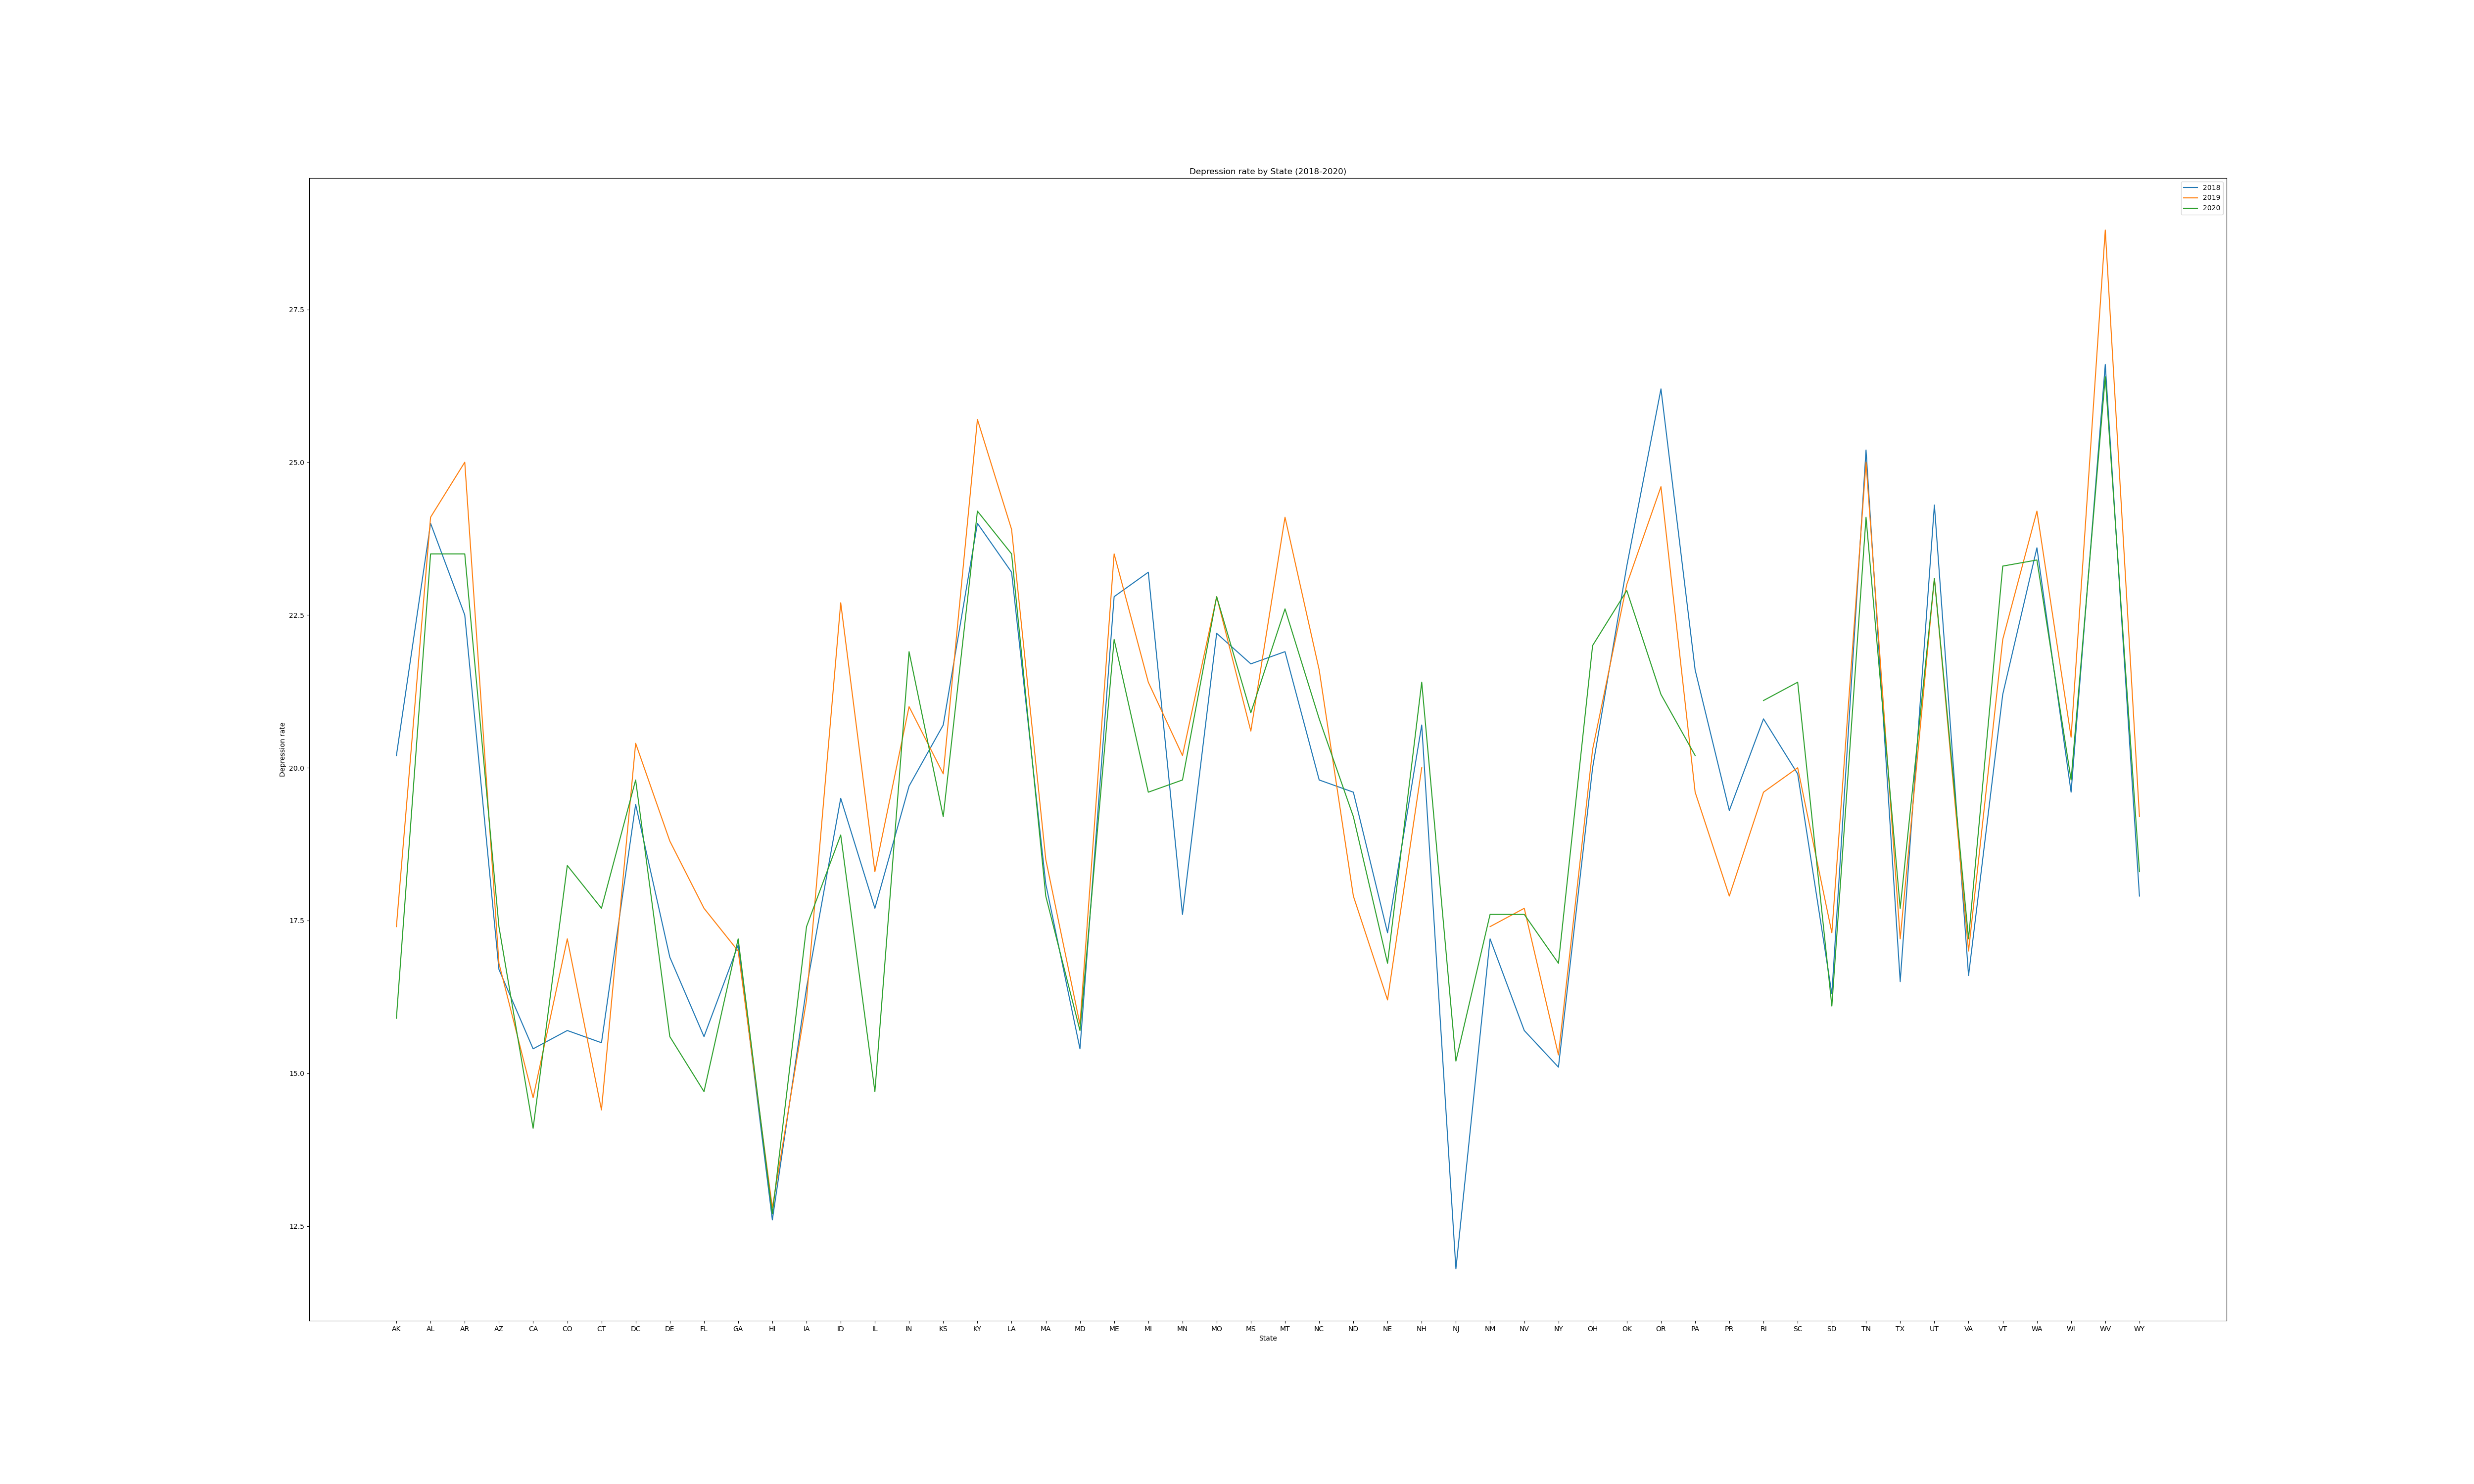 Depression rate by State (2018-2020)
2018
2019
2020
27.5
25.0
22.5
20.0
17.5
15.0
12.5
Depression rate
AK AL AR AZ CA CO CT DC DE FL GA HI IA ID IL IN KS KY LA MA MD ME MI MN MO MS MT NC ND NE NH NJ NM NV NY OH OK OR PA PR RI SC SD TN TX UT VA VT WA WI WV WY
State